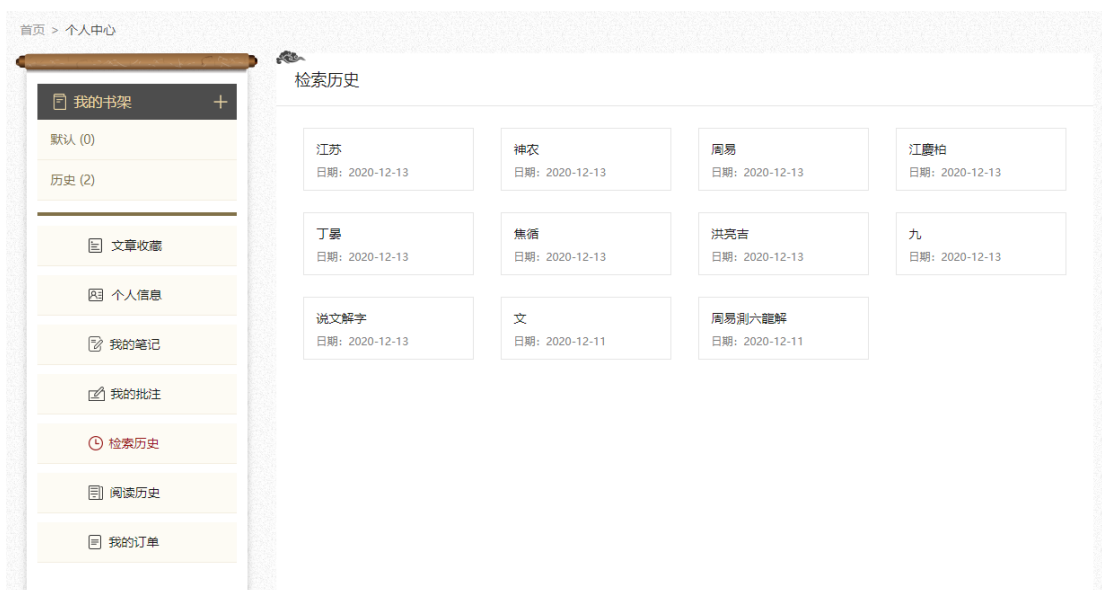 首页 > 个人中心
我的书架
默认 (0)
历史 (2)
文章收藏
个人信息
我的笔记
我的批注
检索历史
阅读历史
我的订单
检索历史
江苏
日期：2020-12-13
神农
日期：2020-12-13
周易
日期：2020-12-13
江慶柏
日期：2020-12-13
丁晏
日期：2020-12-13
焦循
日期：2020-12-13
洪亮吉
日期：2020-12-13
九
日期：2020-12-13
说文解字
日期：2020-12-13
文
日期：2020-12-11
周易測六龍解
日期：2020-12-11